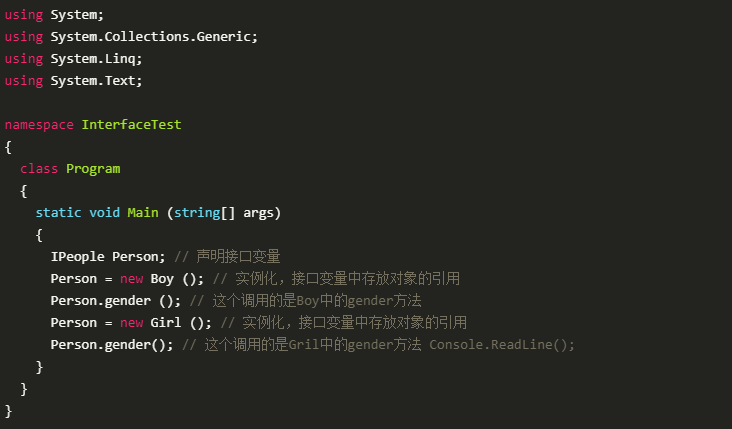 using System;
using System.Collections.Generic;
using System.Linq;
using System.Text;

namespace InterfaceTest
{
  class Program
  {
    static void Main (string[] args)
    {
      IPeople Person; // 声明接口变量
      Person = new Boy (); // 实例化，接口变量中存放对象的引用
      Person.gender (); // 这个调用的是Boy中的gender方法
      Person = new Girl (); // 实例化，接口变量中存放对象的引用
      Person.gender(); // 这个调用的是Gril中的gender方法 Console.ReadLine();
    }
  }
}